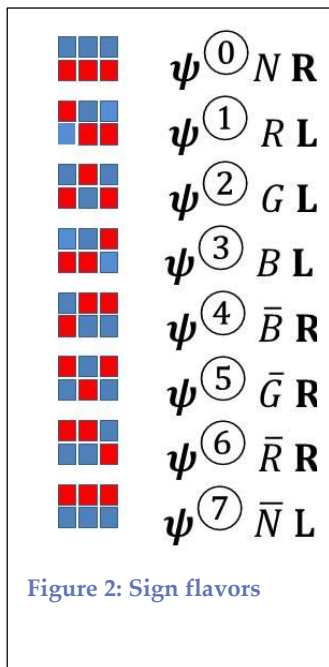 ψ⓪ N R
ψ① R L
ψ② G L
ψ③ B L
ψ④ B̄ R
ψ⑤ Ḡ R
ψ⑥ R̄ R
ψ⑦ N̄ L
Figure 2: Sign flavors